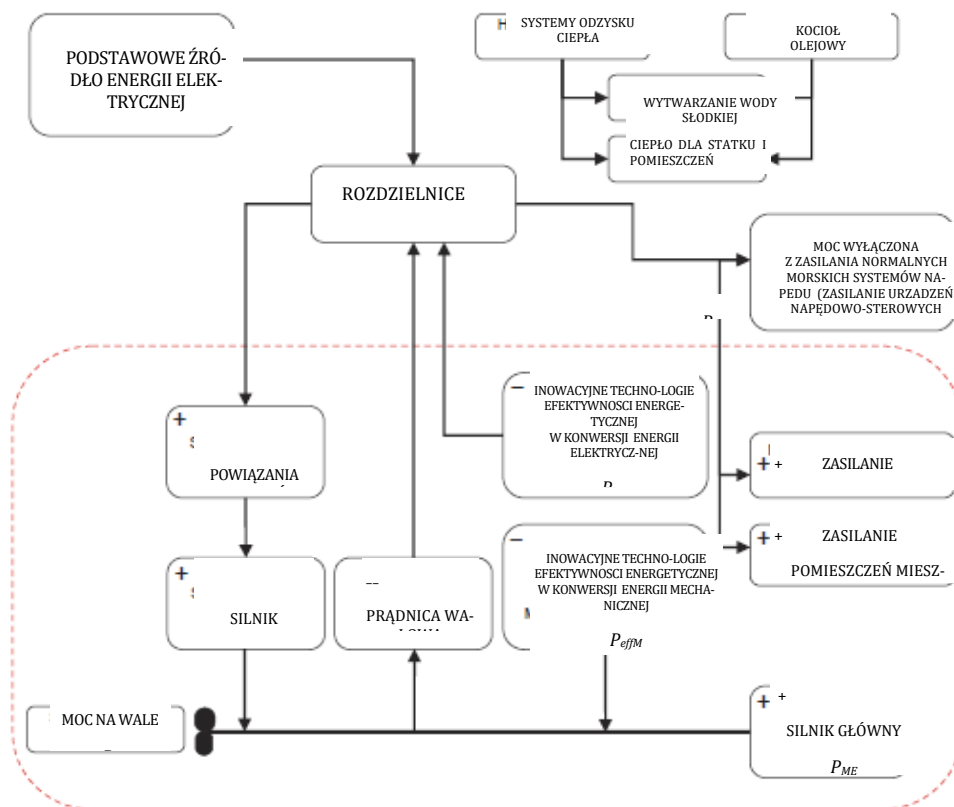 PODSTAWOWE ŹRÓ-
DŁO ENERGII ELEK-
TRYCZNEJ
SYSTEMY ODZYSKU
CIEPŁA
KOCIOŁ
OLEJOWY
WYTWARZANIE WODY
SŁODKIEJ
CIEPŁO DLA STATKU I
POMIESZCZEŃ
ROZDZIELNICE
MOC WYŁĄCZONA
Z ZASILANIA NORMALNYCH
MORSKICH SYSTEMÓW NA-
PEDU (ZASILANIE URZADZEŃ
NAPĘDOWO-STEROWYCH
INOWACYJNE TECHNO-LOGIE
EFEKTYWNOSCI ENERGE-
TYCZNEJ
W KONWERSJI ENERGII
ELEKTRYCZ-NEJ
+
POWIĄZANIA
+ +
ZASILANIE
+ +
ZASILANIE
POMIESZCZEŃ MIESZ-
+
SILNIK
PRĄDNICA WA-
INOWACYJNE TECHNO-LOGIE
EFEKTYWNOSCI ENERGETYCZNEJ
W KONWERSJI ENERGII MECHA-
NICZNEJ
PeffM
MOC NA WALE
+ +
SILNIK GŁÓWNY
PME